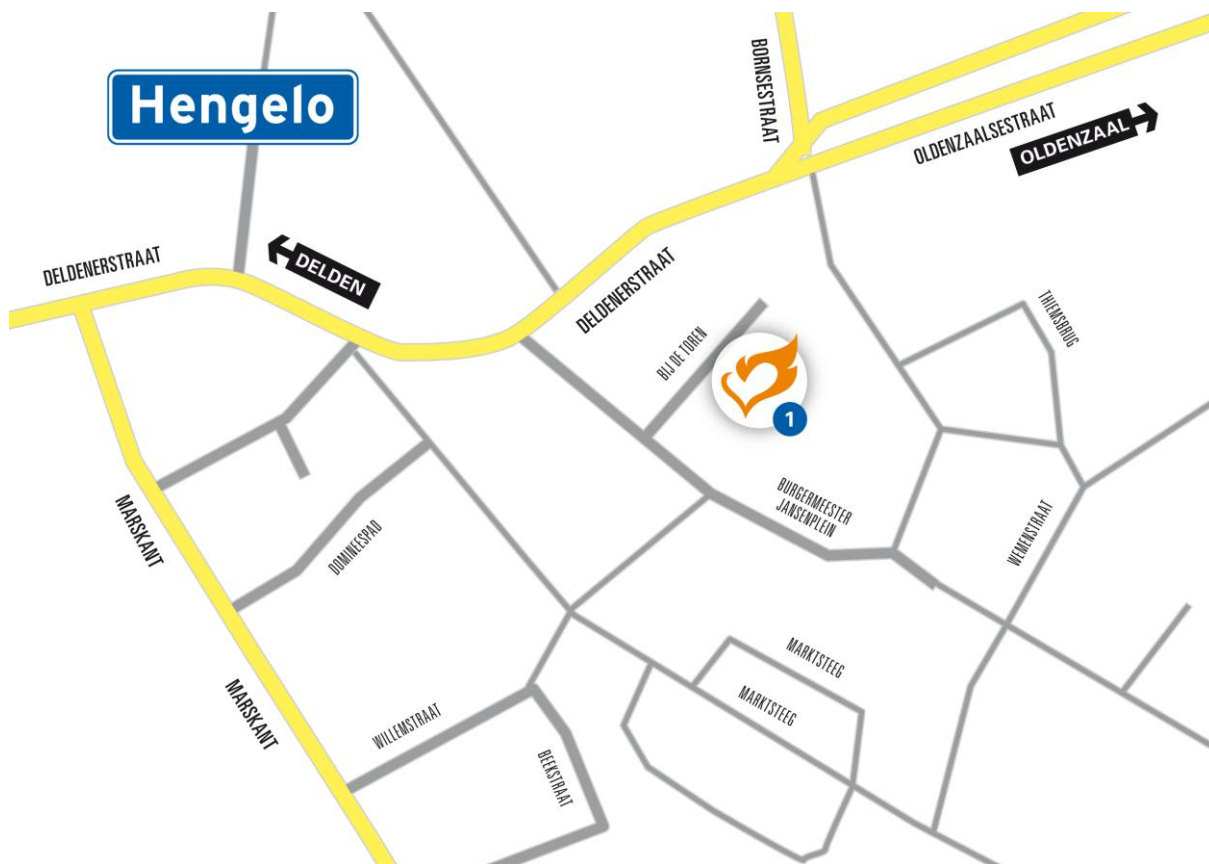 Hengelo
BORNSESTRAAT
OLDENZAALSESTRAAT
OLDENZAAL
DELDENERSTRAAT
DELDEN
DELDENERSTRAAT
BIJ DE TOREN
THIEMSBRUG
1
MARSKANT
DOMINEESPAD
BURGERMEESTER
JANSENPLEIN
WEMENSTRAAT
MARSKANT
WILLEMSTRAAT
BEEKSTRAAT
MARKTSTEEG
MARKTSTEEG